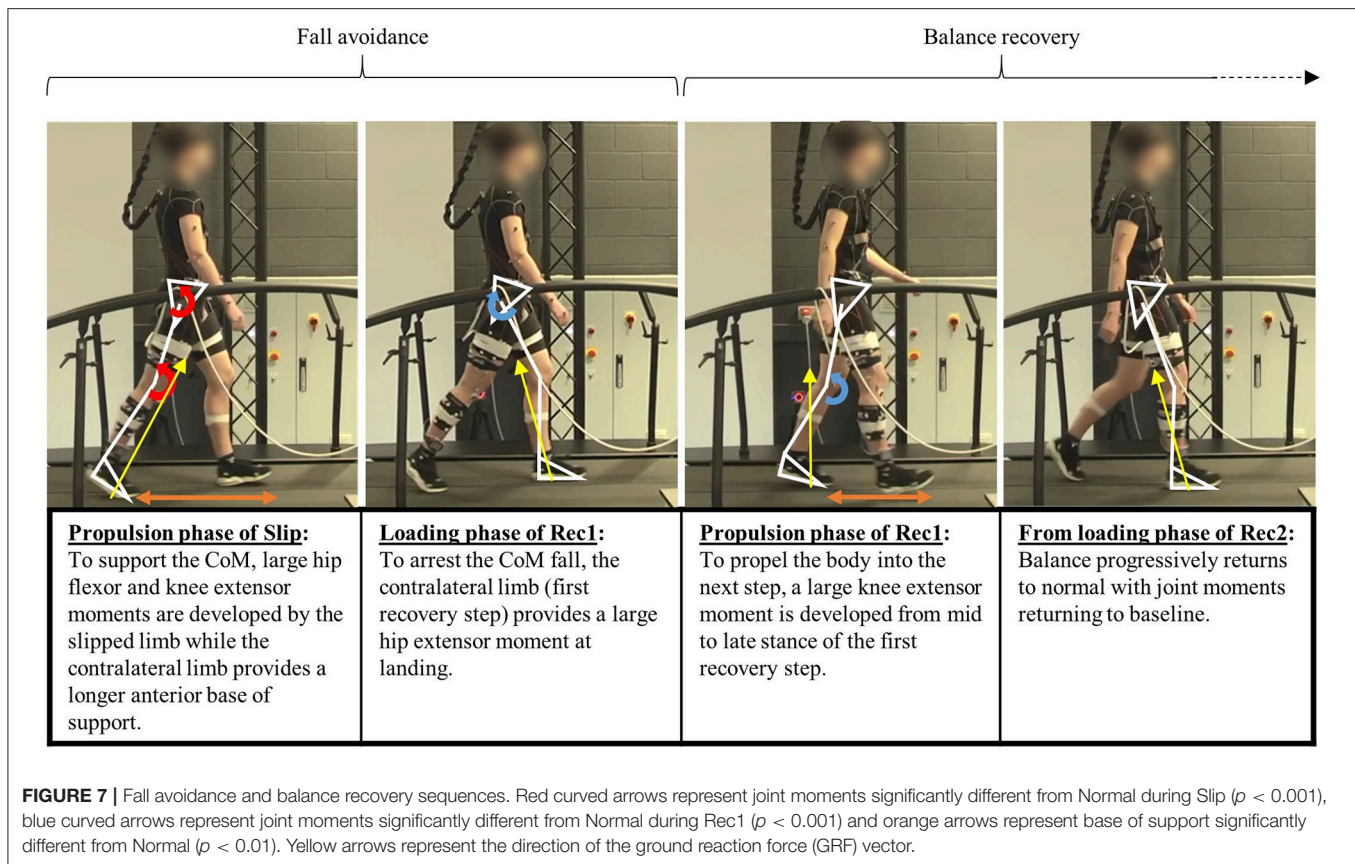 Fall avoidance
Balance recovery
Propulsion phase of Slip:
To support the CoM, large hip
flexor and knee extensor
moments are developed by the
slipped limb while the
contralateral limb provides a
longer anterior base of
support.
Loading phase of Rec1:
To arrest the CoM fall, the
contralateral limb (first
recovery step) provides a large
hip extensor moment at
landing.
Propulsion phase of Rec1:
To propel the body into the
next step, a large knee extensor
moment is developed from mid
to late stance of the first
recovery step.
From loading phase of Rec2:
Balance progressively returns
to normal with joint moments
returning to baseline.
FIGURE 7 | Fall avoidance and balance recovery sequences. Red curved arrows represent joint moments significantly different from Normal during Slip (p < 0.001),
blue curved arrows represent joint moments significantly different from Normal during Rec1 (p < 0.001) and orange arrows represent base of support significantly
different from Normal (p < 0.01). Yellow arrows represent the direction of the ground reaction force (GRF) vector.